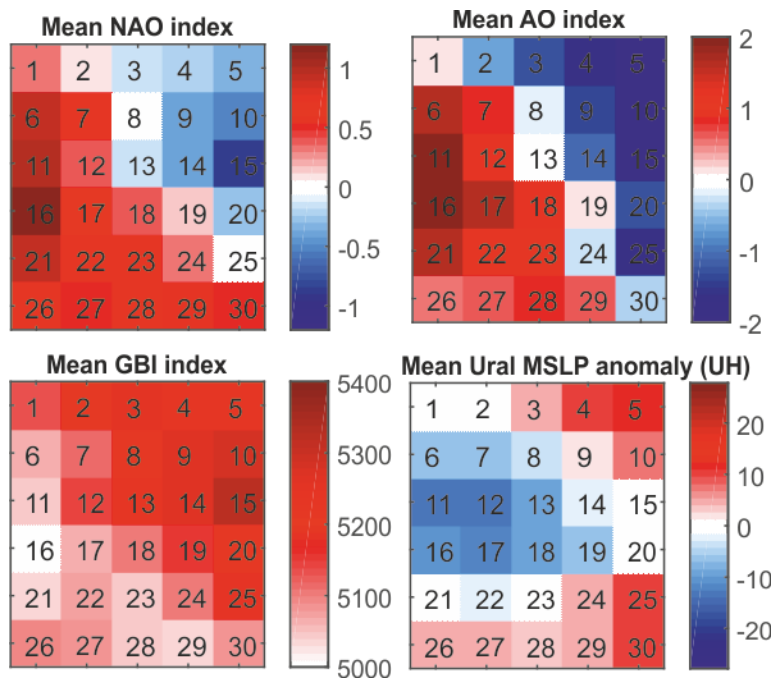 Mean NAO index
1 2 3 4 5
6 7 8 9 10
11 12 13 14 15
16 17 18 19 20
21 22 23 24 25
26 27 28 29 30
1
0.5
0
-0.5
-1
Mean AO index
1 2 3 4 5
6 7 8 9 10
11 12 13 14 15
16 17 18 19 20
21 22 23 24 25
26 27 28 29 30
2
1
0
-1
-2
Mean GBI index
1 2 3 4 5
6 7 8 9 10
11 12 13 14 15
16 17 18 19 20
21 22 23 24 25
26 27 28 29 30
5400
5300
5200
5100
5000
Mean Ural MSLP anomaly (UH)
1 2 3 4 5
6 7 8 9 10
11 12 13 14 15
16 17 18 19 20
21 22 23 24 25
26 27 28 29 30
20
10
0
-10
-20